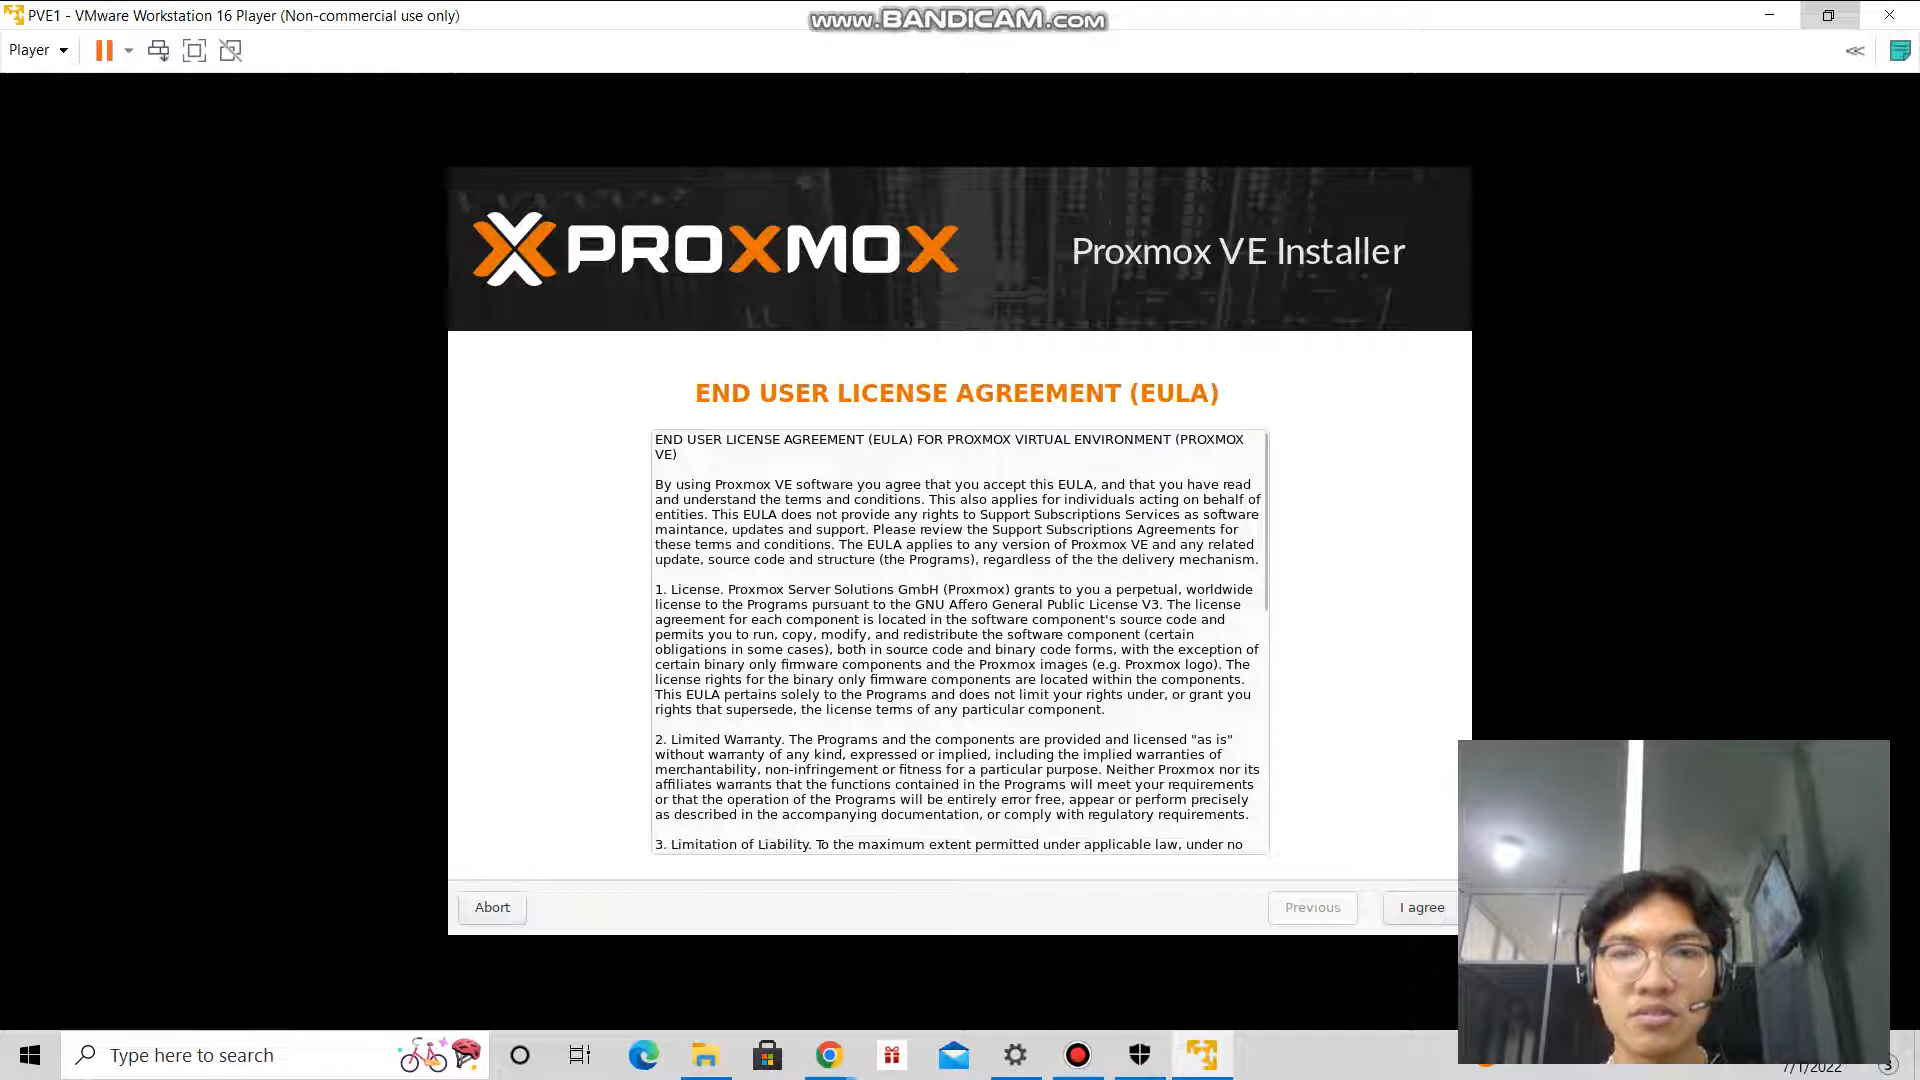 PVE1 - VMware Workstation 16 Player (Non-commercial use only)
www.BANDICAM.com
Player
PROXMOX
Proxmox VE Installer
END USER LICENSE AGREEMENT (EULA)
END USER LICENSE AGREEMENT (EULA) FOR PROXMOX VIRTUAL ENVIRONMENT (PROXMOX
VE)
By using Proxmox VE software you agree that you accept this EULA, and that you have read
and understand the terms and conditions. This also applies for individuals acting on behalf of
entities. This EULA does not provide any rights to Support Subscriptions Services as software
maintance, updates and support. Please review the Support Subscriptions Agreements for
these terms and conditions. The EULA applies to any version of Proxmox VE and any related
update, source code and structure (the Programs), regardless of the the delivery mechanism.
1. License. Proxmox Server Solutions GmbH (Proxmox) grants to you a perpetual, worldwide
license to the Programs pursuant to the GNU Affero General Public License V3. The license
agreement for each component is located in the software component's source code and
permits you to run, copy, modify, and redistribute the software component (certain
obligations in some cases), both in source code and binary code forms, with the exception of
certain binary only firmware components and the Proxmox images (e.g. Proxmox logo). The
license rights for the binary only firmware components are located within the components.
This EULA pertains solely to the Programs and does not limit your rights under, or grant you
rights that supersede, the license terms of any particular component.
2. Limited Warranty. The Programs and the components are provided and licensed "as is"
without warranty of any kind, expressed or implied, including the implied warranties of
merchantability, non-infringement or fitness for a particular purpose. Neither Proxmox nor its
affiliates warrants that the functions contained in the Programs will meet your requirements
or that the operation of the Programs will be entirely error free, appear or perform precisely
as described in the accompanying documentation, or comply with regulatory requirements.
3. Limitation of Liability. To the maximum extent permitted under applicable law, under no
Abort
Previous
I agree
Type here to search
7/1/2022
3